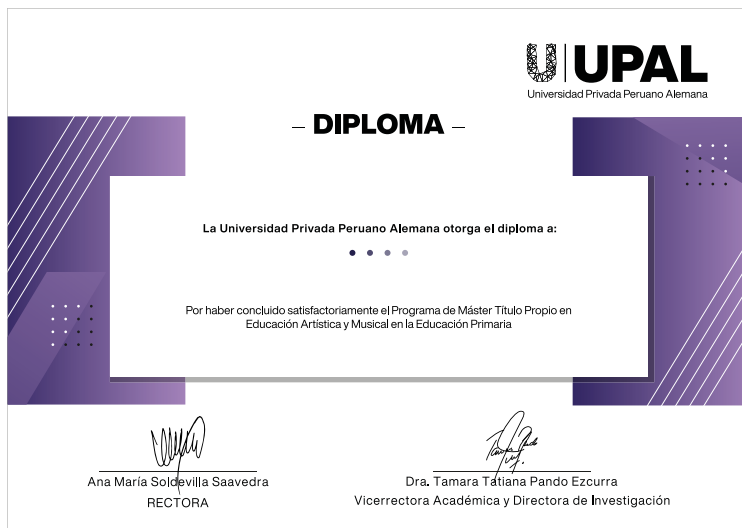 UPAL
Universidad Privada Peruano Alemana
– DIPLOMA –
La Universidad Privada Peruano Alemana otorga el diploma a:
Por haber concluido satisfactoriamente el Programa de Máster Título Propio en
Educación Artística y Musical en la Educación Primaria
Ana María Soldevilla Saavedra
RECTORA
Dra. Tamara Tatiana Pando Ezcurra
Vicerrectora Académica y Directora de Investigación